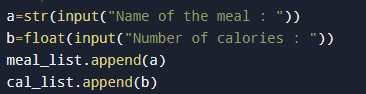 a=str(input("Name of the meal : "))
b=float(input("Number of calories : "))
meal_list.append(a)
cal_list.append(b)